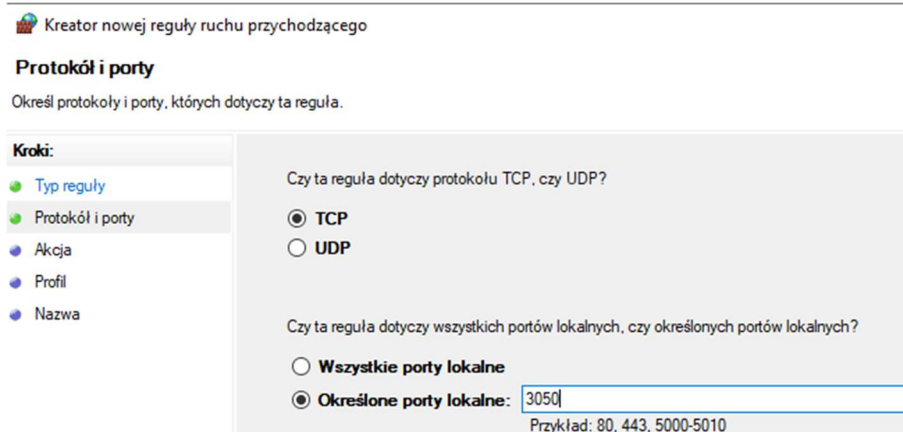 Kreator nowej reguły ruchu przychodzącego
Protokół i porty
Określ protokoły i porty, których dotyczy ta reguła.
Kroki:
Typ reguły
Protokół i porty
Akcja
Profil
Nazwa
Czy ta reguła dotyczy protokołu TCP, czy UDP?
TCP
UDP
Czy ta reguła dotyczy wszystkich portów lokalnych, czy określonych portów lokalnych?
Wszystkie porty lokalne
Określone porty lokalne: 3050
Przykład: 80, 443, 5000-5010